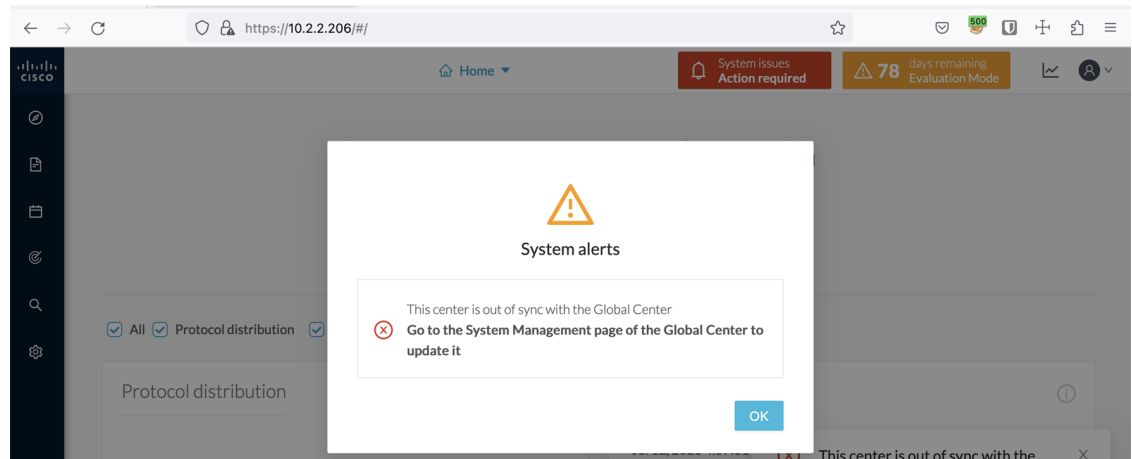 https://10.2.2.206/#/
500
CISCO
Home
System issues
Action required
78 days remaining
Evaluation Mode
System alerts
This center is out of sync with the Global Center
Go to the System Management page of the Global Center to
update it
All Protocol distribution
Protocol distribution
OK
This center is out of sync with the